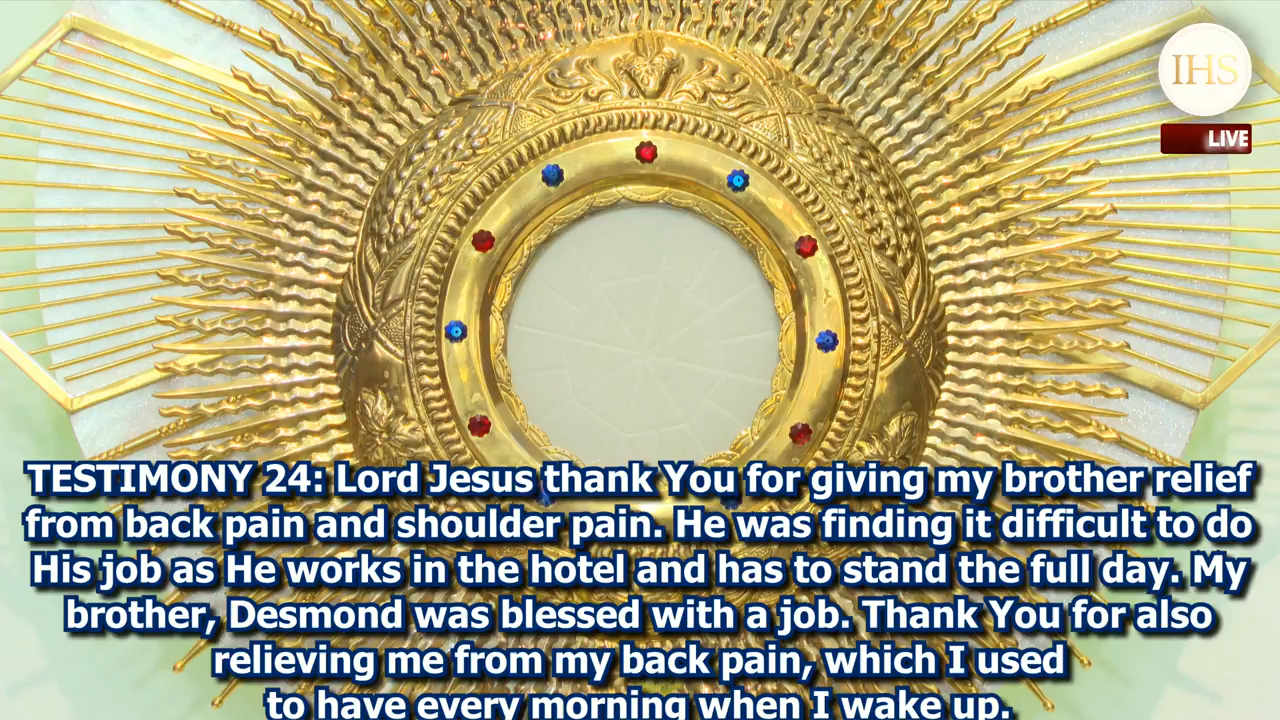 IHS
LIVE
TESTIMONY 24: Lord Jesus thank You for giving my brother relief
from back pain and shoulder pain. He was finding it difficult to do
His job as He works in the hotel and has to stand the full day. My
brother, Desmond was blessed with a job. Thank You for also
relieving me from my back pain, which I used
to have every morning when I wake up.